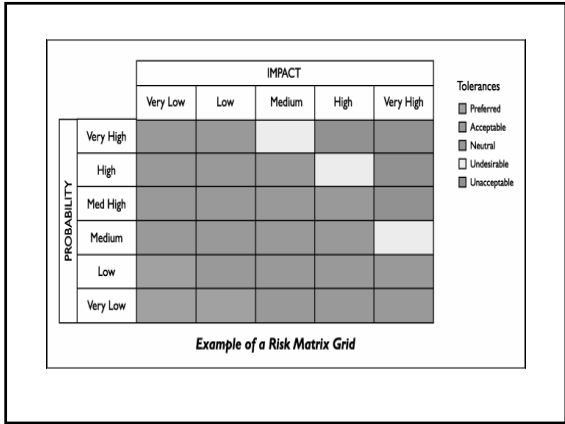 IMPACT
Very Low Low Medium High Very High
PROBABILITY
Very High
High
Med High
Medium
Low
Very Low
Tolerances
Preferred
Acceptable
Neutral
Undesirable
Unacceptable
Example of a Risk Matrix Grid